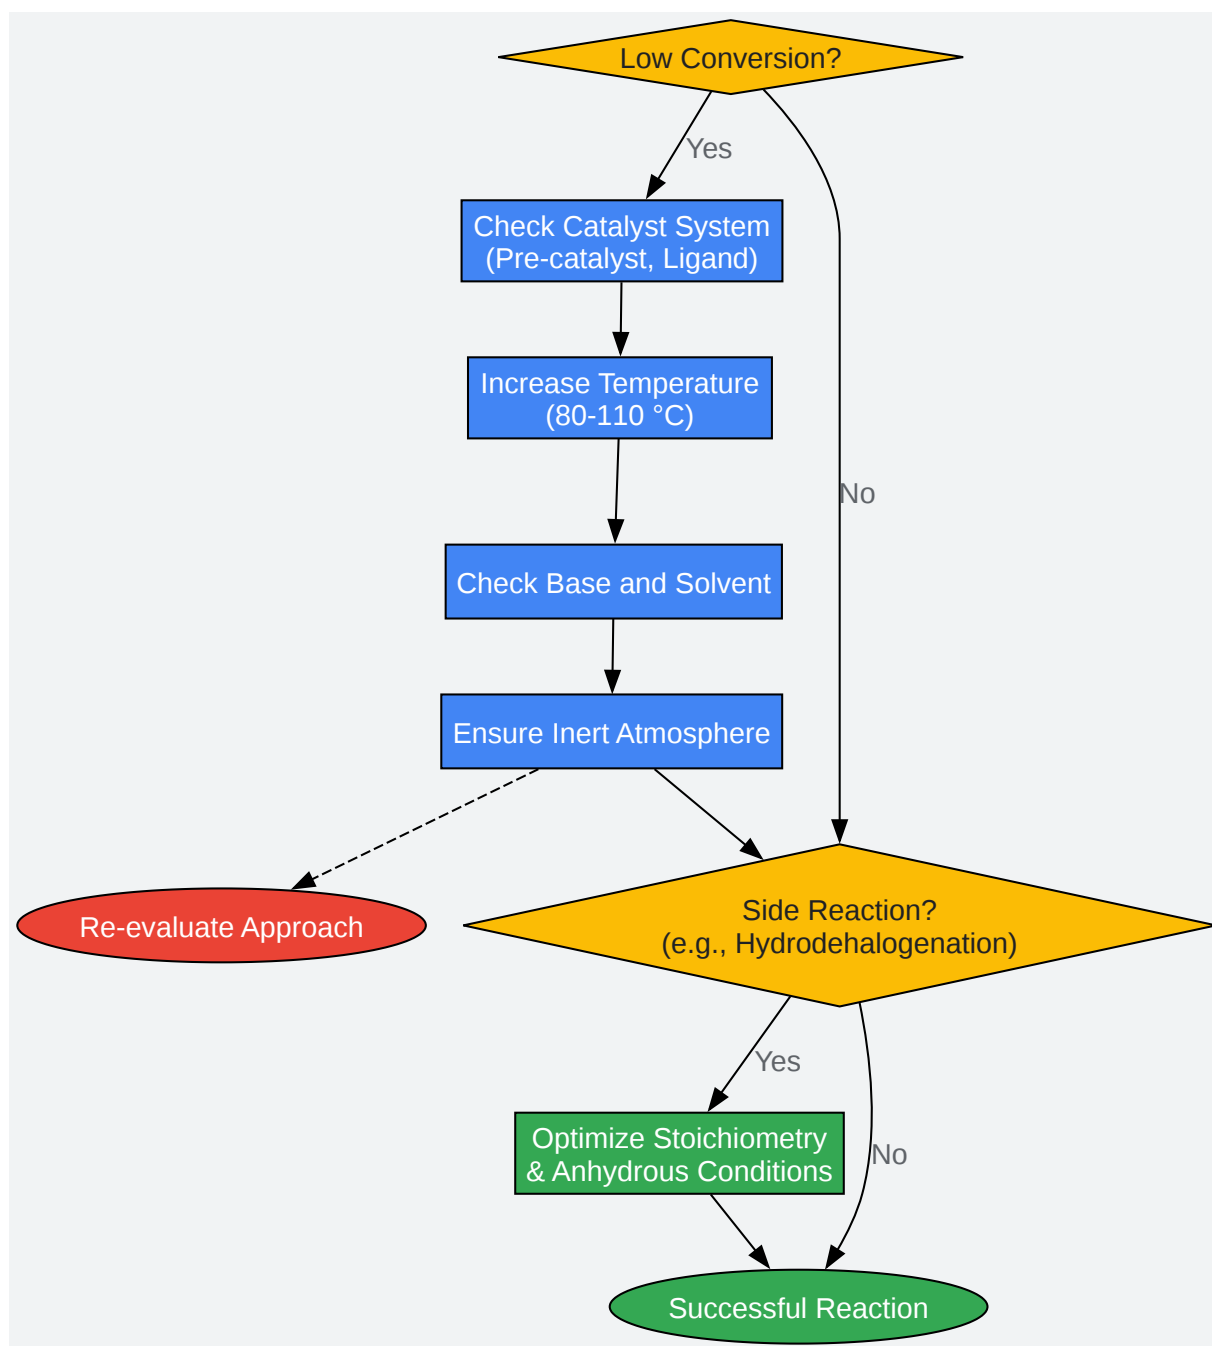 Low Conversion?
Yes
Check Catalyst System
(Pre-catalyst, Ligand)
Increase Temperature
(80-110 °C)
No
Check Base and Solvent
Ensure Inert Atmosphere
Re-evaluate Approach
Side Reaction?
(e.g., Hydrodehalogenation)
Yes
Optimize Stoichiometry
& Anhydrous Conditions
No
Successful Reaction